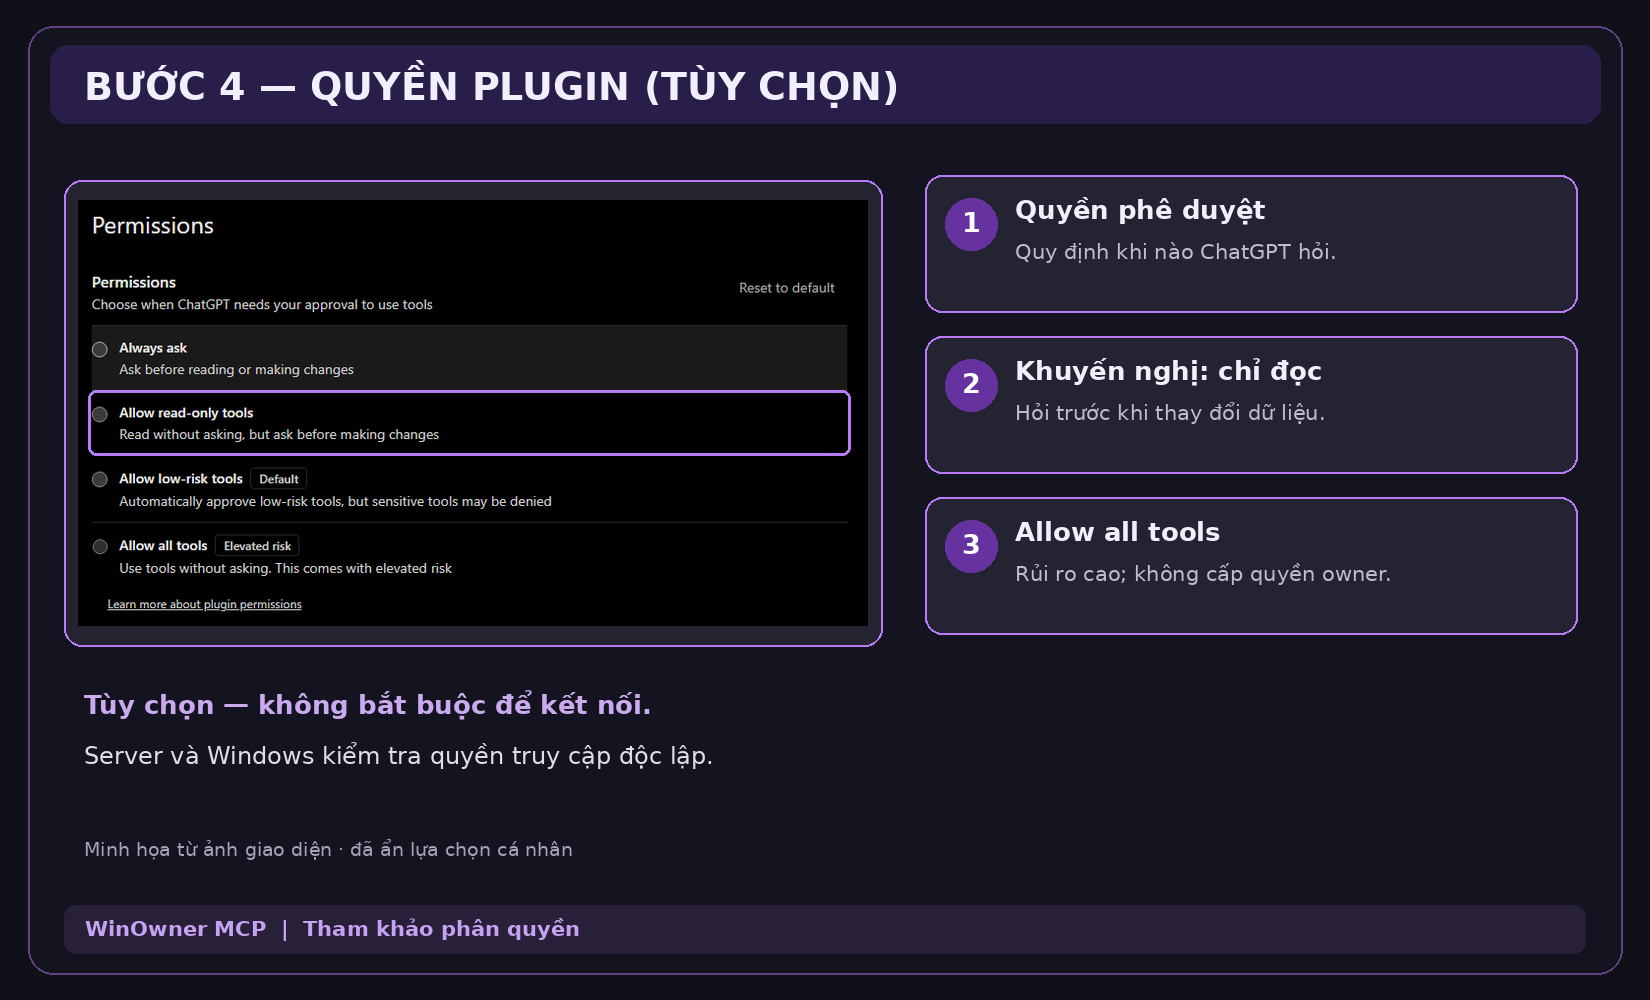 BƯỚC 4 — QUYỀN PLUGIN (TÙY CHỌN)
Permissions
Permissions
Choose when ChatGPT needs your approval to use tools
Reset to default
Always ask
Ask before reading or making changes
Allow read-only tools
Read without asking, but ask before making changes
Allow low-risk tools Default
Automatically approve low-risk tools, but sensitive tools may be denied
Allow all tools Elevated risk
Use tools without asking. This comes with elevated risk
Learn more about plugin permissions
1 Quyền phê duyệt
Quy định khi nào ChatGPT hỏi.
2 Khuyến nghị: chỉ đọc
Hỏi trước khi thay đổi dữ liệu.
3 Allow all tools
Rủi ro cao; không cấp quyền owner.
Tùy chọn — không bắt buộc để kết nối.
Server và Windows kiểm tra quyền truy cập độc lập.
Minh họa từ ảnh giao diện · đã ẩn lựa chọn cá nhân
WinOwner MCP | Tham khảo phân quyền